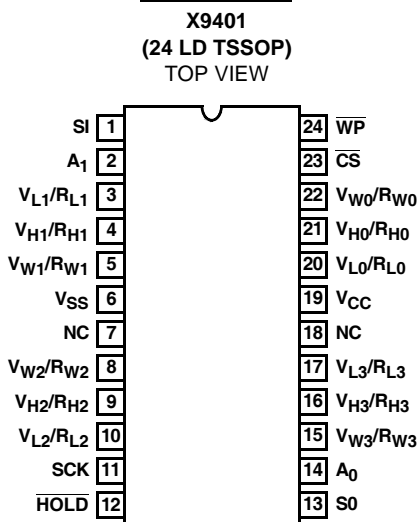 X9401
(24 LD TSSOP)
TOP VIEW
SI 1 24 W̅P̅
A1 2 23 C̅S̅
VL1/RL1 3 22 VW0/RW0
VH1/RH1 4 21 VH0/RH0
VW1/RW1 5 20 VL0/RL0
VSS 6 19 VCC
NC 7 18 NC
VW2/RW2 8 17 VL3/RL3
VH2/RH2 9 16 VH3/RH3
VL2/RL2 10 15 VW3/RW3
SCK 11 14 A0
H̅O̅L̅D̅ 12 13 S0